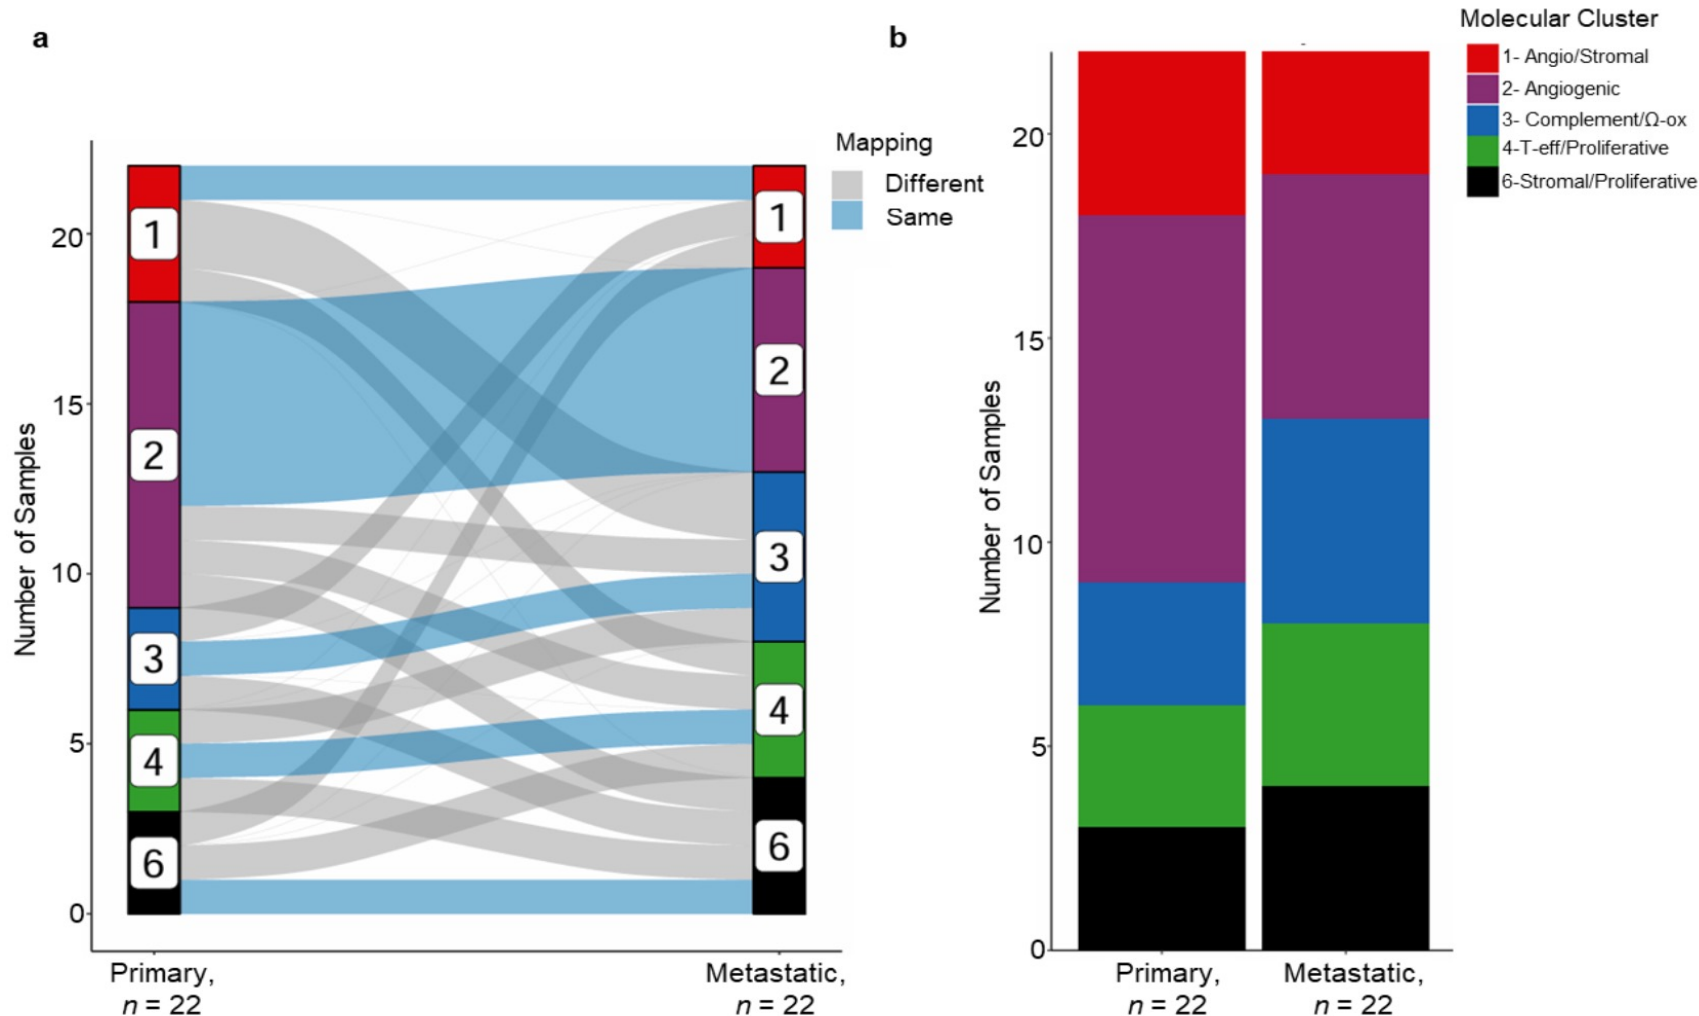 a
Number of Samples
20
15
10
5
0
1
2
3
4
6
1
2
3
4
6
Primary,
n = 22
Metastatic,
n = 22
Mapping
Different
Same
b
Number of Samples
20
15
10
5
0
Primary,
n = 22
Metastatic,
n = 22
Molecular Cluster
1- Angio/Stromal
2- Angiogenic
3- Complement/Ω-ox
4-T-eff/Proliferative
6-Stromal/Proliferative